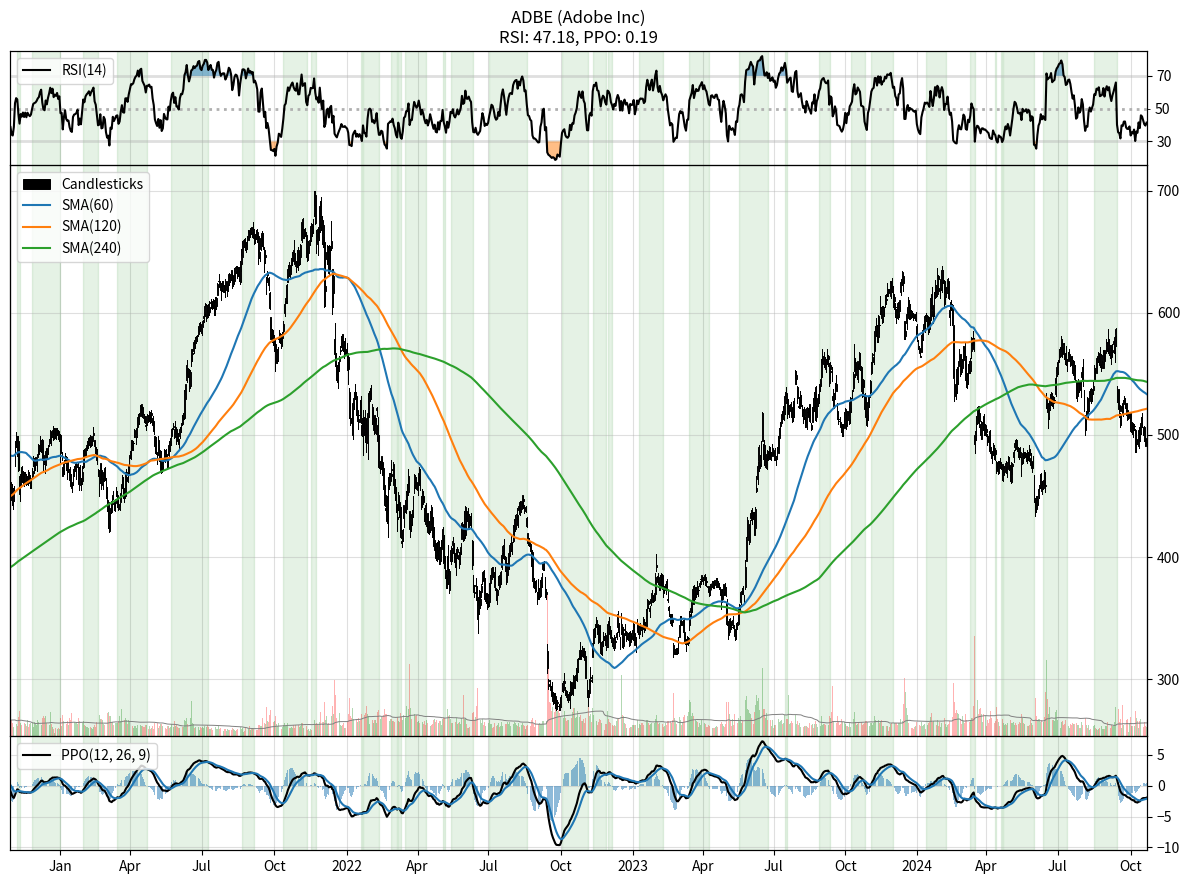 ADBE (Adobe Inc)
RSI: 47.18, PPO: 0.19
RSI(14)
70
50
30
Candlesticks
SMA(60)
SMA(120)
SMA(240)
700
600
500
400
300
PPO(12, 26, 9)
5
0
−5
−10
Jan Apr Jul Oct 2022 Apr Jul Oct 2023 Apr Jul Oct 2024 Apr Jul Oct